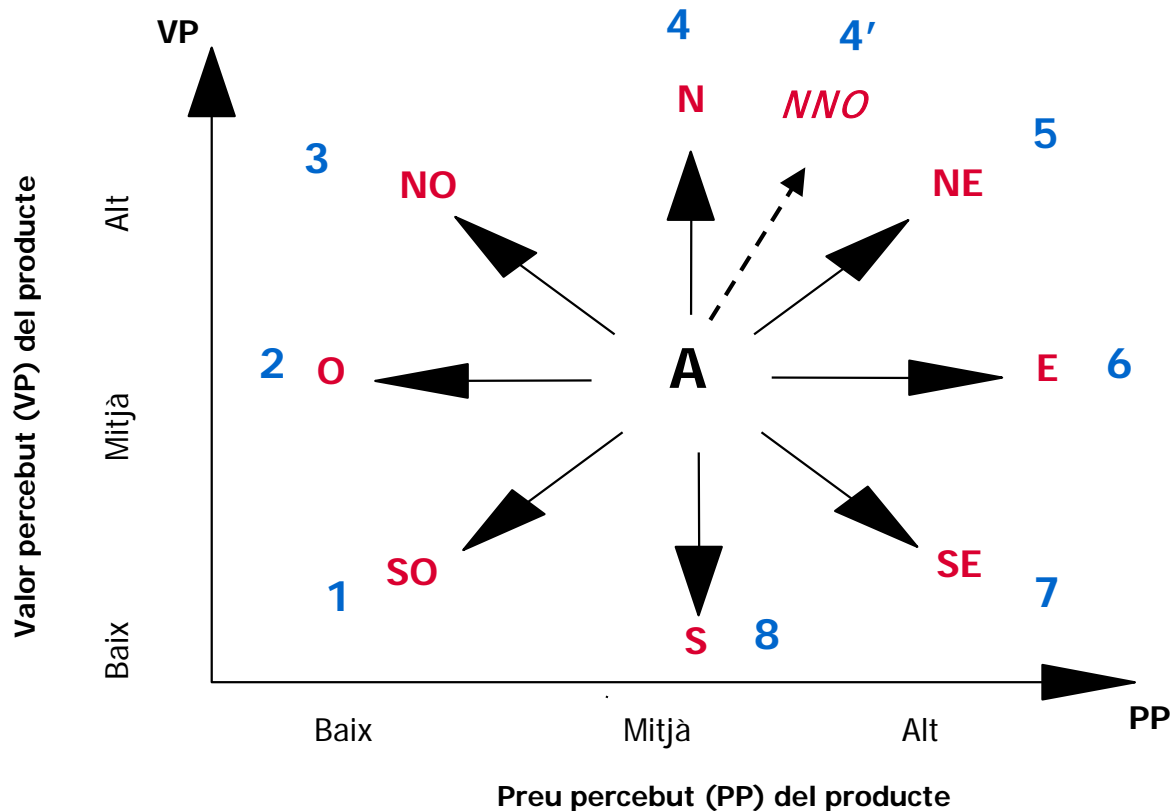 VP
4
4’
N
NNO
3
5
NO
NE
Alt
A
2
O
E
6
Mitjà
Valor percebut (VP) del producte
SO
SE
1
7
S
8
Baix
Baix
Mitjà
Alt
PP
Preu percebut (PP) del producte